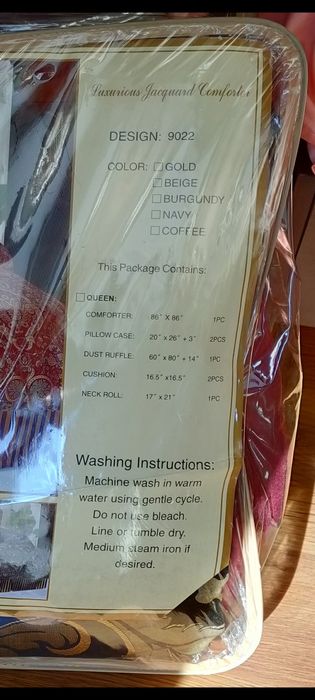 Luxurious Jacquard Comforter
DESIGN: 9022
COLOR: ☐ GOLD
☐ BEIGE
☐ BURGUNDY
☐ NAVY
☐ COFFEE
This Package Contains:
☐ QUEEN:
COMFORTER: 86" X 86" 1PC
PILLOW CASE: 20" x 26" + 3" 2PCS
DUST RUFFLE: 60" x 80" + 14" 1PC
CUSHION: 16.5" x16.5" 2PCS
NECK ROLL: 17" x 21" 1PC
Washing Instructions:
Machine wash in warm
water using gentle cycle.
Do not use bleach.
Line or tumble dry.
Medium steam iron if
desired.